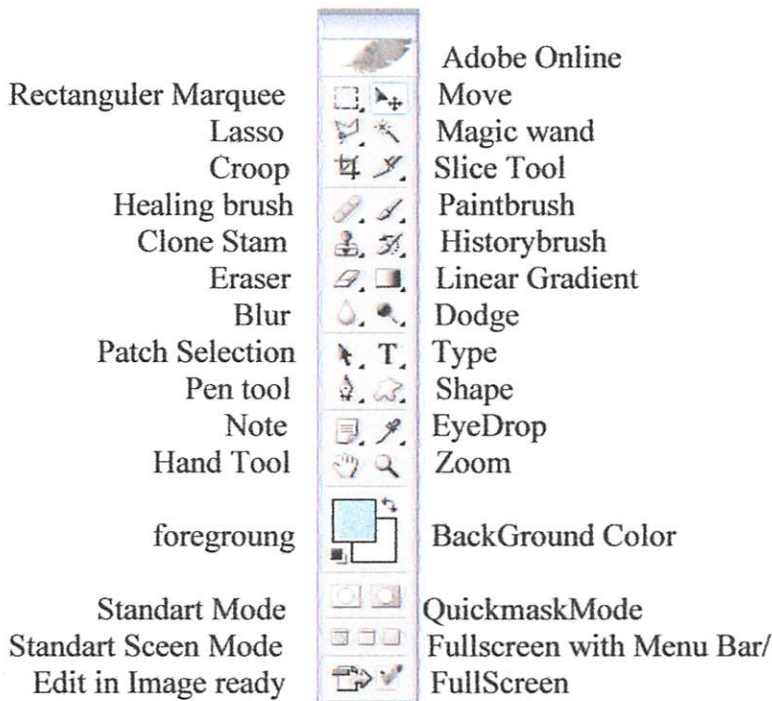 Adobe Online
Rectanguler Marquee Move
Lasso Magic wand
Croop Slice Tool
Healing brush Paintbrush
Clone Stam Historybrush
Eraser Linear Gradient
Blur Dodge
Patch Selection T Type
Pen tool Shape
Note EyeDrop
Hand Tool Zoom
foregroung BackGround Color
Standart Mode QuickmaskMode
Standart Sceen Mode Fullscreen with Menu Bar/
Edit in Image ready FullScreen